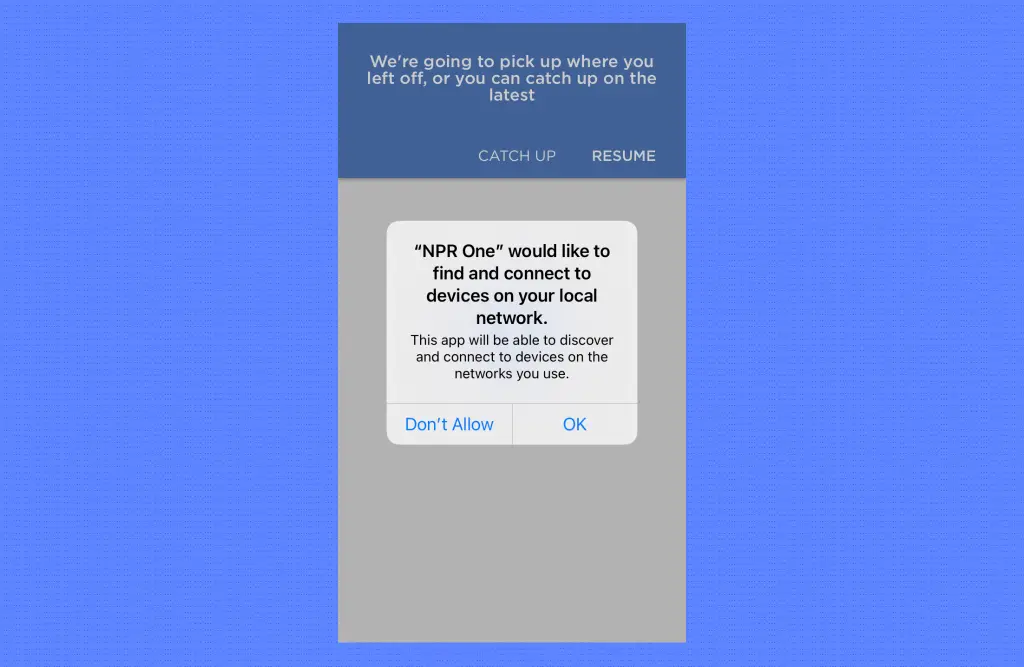 We're going to pick up where you
left off, or you can catch up on the
latest
CATCH UP RESUME
“NPR One” would like to
find and connect to
devices on your local
network.
This app will be able to discover
and connect to devices on the
networks you use.
Don’t Allow OK